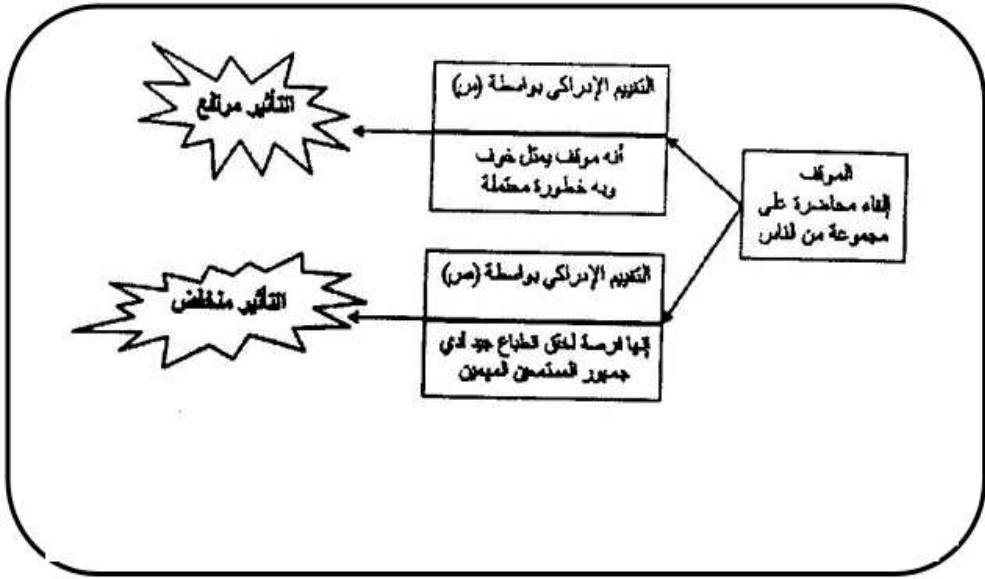 الموقف
إلقاء محاضرة على
مجموعة من الناس
التقييم الإدراكي بواسطة (س)
أنه موقف يمثل خوف
وبه خطورة محتملة
التأثير مرتفع
التقييم الإدراكي بواسطة (ص)
إنها فرصة لخلق انطباع جيد لدي
جمهور المستمعين المهمين
التأثير منخفض